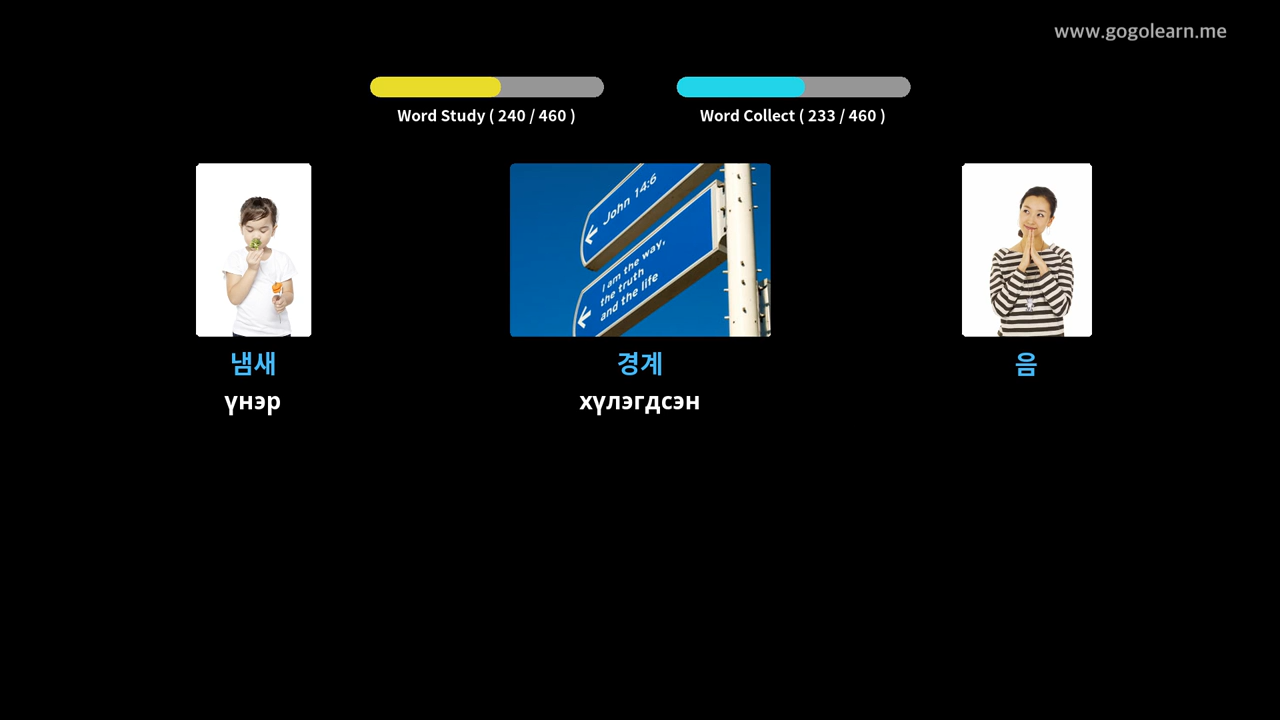 www.gogolearn.me
Word Study ( 240 / 460 )
Word Collect ( 233 / 460 )
John 14:6
I am the way,
the truth
and the life
냄새
경계
음
үнэр
хүлэгдсэн